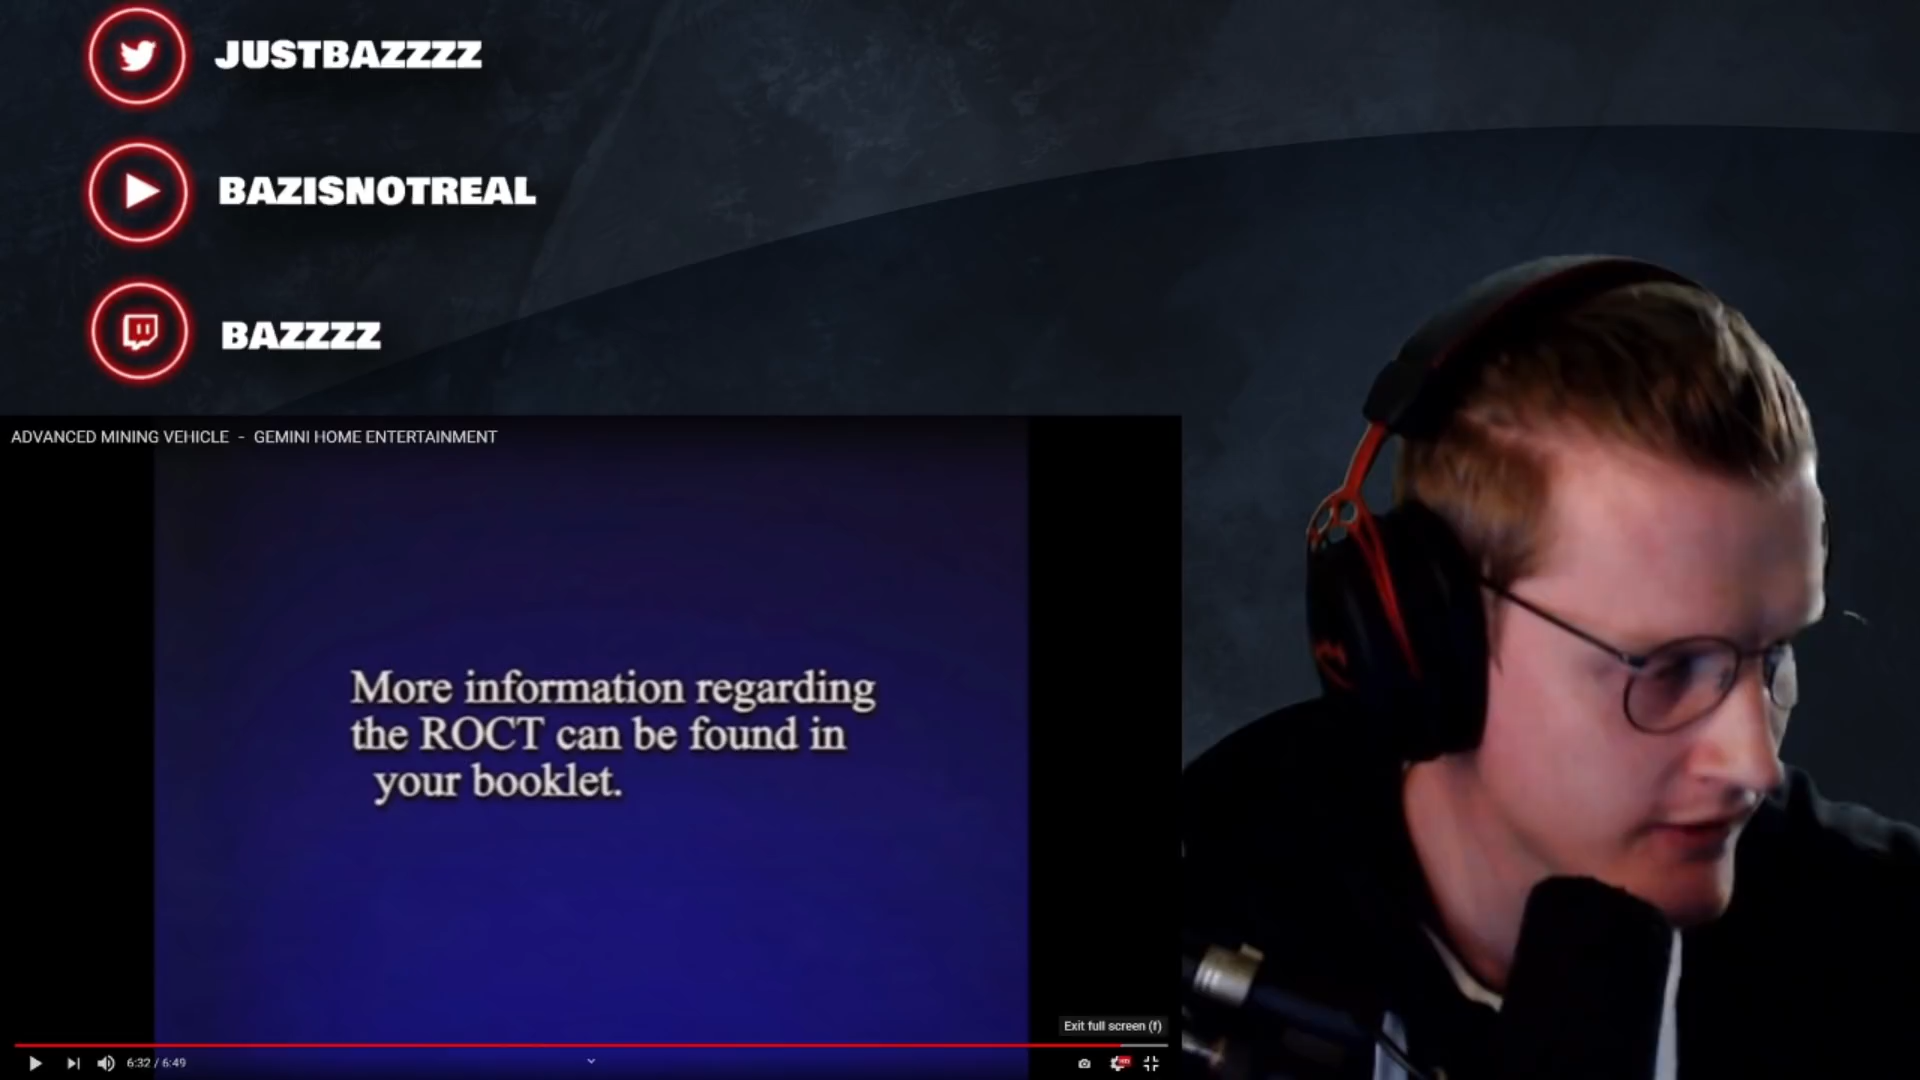 JUSTBAZZZZ
BAZISNOTREAL
BAZZZZ
ADVANCED MINING VEHICLE - GEMINI HOME ENTERTAINMENT
More information regarding
the ROCT can be found in
your booklet.
Exit full screen (f)
6:32 / 6:49
HD